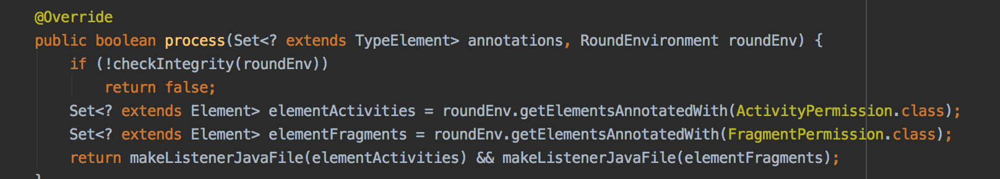 @Override
public boolean process(Set<? extends TypeElement> annotations, RoundEnvironment roundEnv) {
if (!checkIntegrity(roundEnv))
return false;
Set<? extends Element> elementActivities = roundEnv.getElementsAnnotatedWith(ActivityPermission.class);
Set<? extends Element> elementFragments = roundEnv.getElementsAnnotatedWith(FragmentPermission.class);
return makeListenerJavaFile(elementActivities) && makeListenerJavaFile(elementFragments);
}